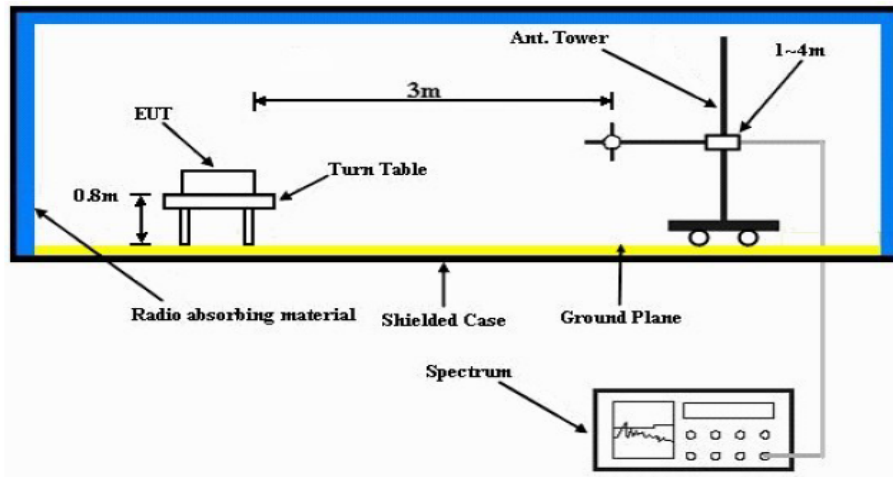 Ant. Tower
1~4m
3m
EUT
Turn Table
0.8m
Radio absorbing material
Shielded Case
Ground Plane
Spectrum